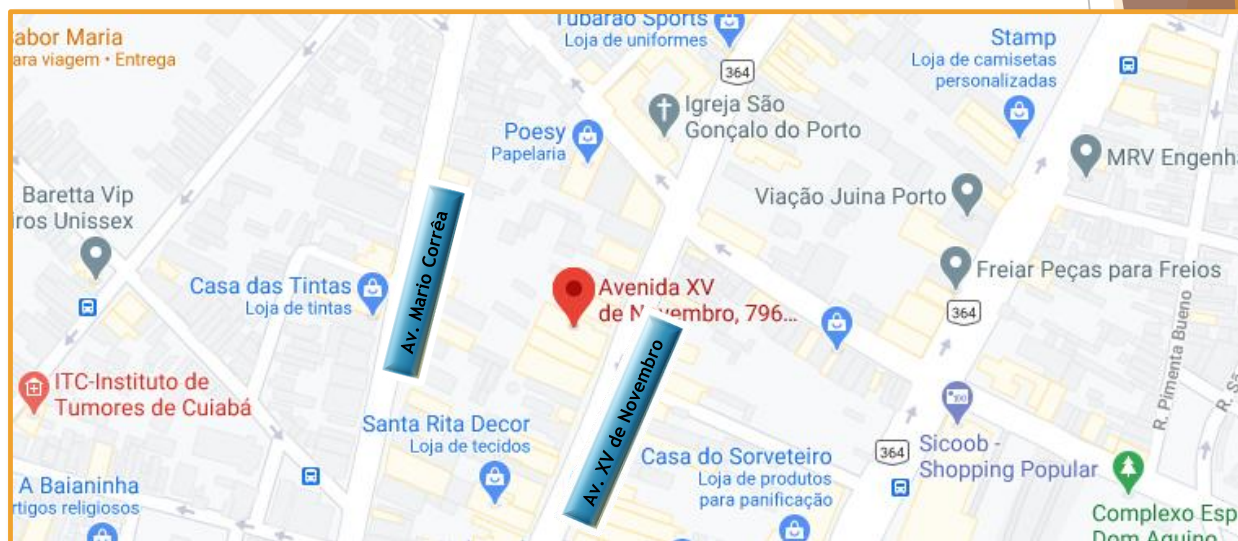 Tubarão Sports
Loja de uniformes
abor Maria
ara viagem • Entrega
Stamp
Loja de camisetas
personalizadas
364
Igreja São
Gonçalo do Porto
Poesy
Papelaria
MRV Engenh
Baretta Vip
iros Unissex
Viação Juina Porto
Av. Mario Corrêa
Casa das Tintas
Loja de tintas
Avenida XV
de Novembro, 796...
Freiar Peças para Freios
364
R. Pimenta Bueno
Av. XV de Novembro
ITC-Instituto de
Tumores de Cuiabá
Santa Rita Decor
Loja de tecidos
Casa do Sorveteiro
Loja de produtos
para panificação
364
Sicoob -
Shopping Popular
A Baianinha
rtigos religiosos
Complexo Esp
Dom Aquino